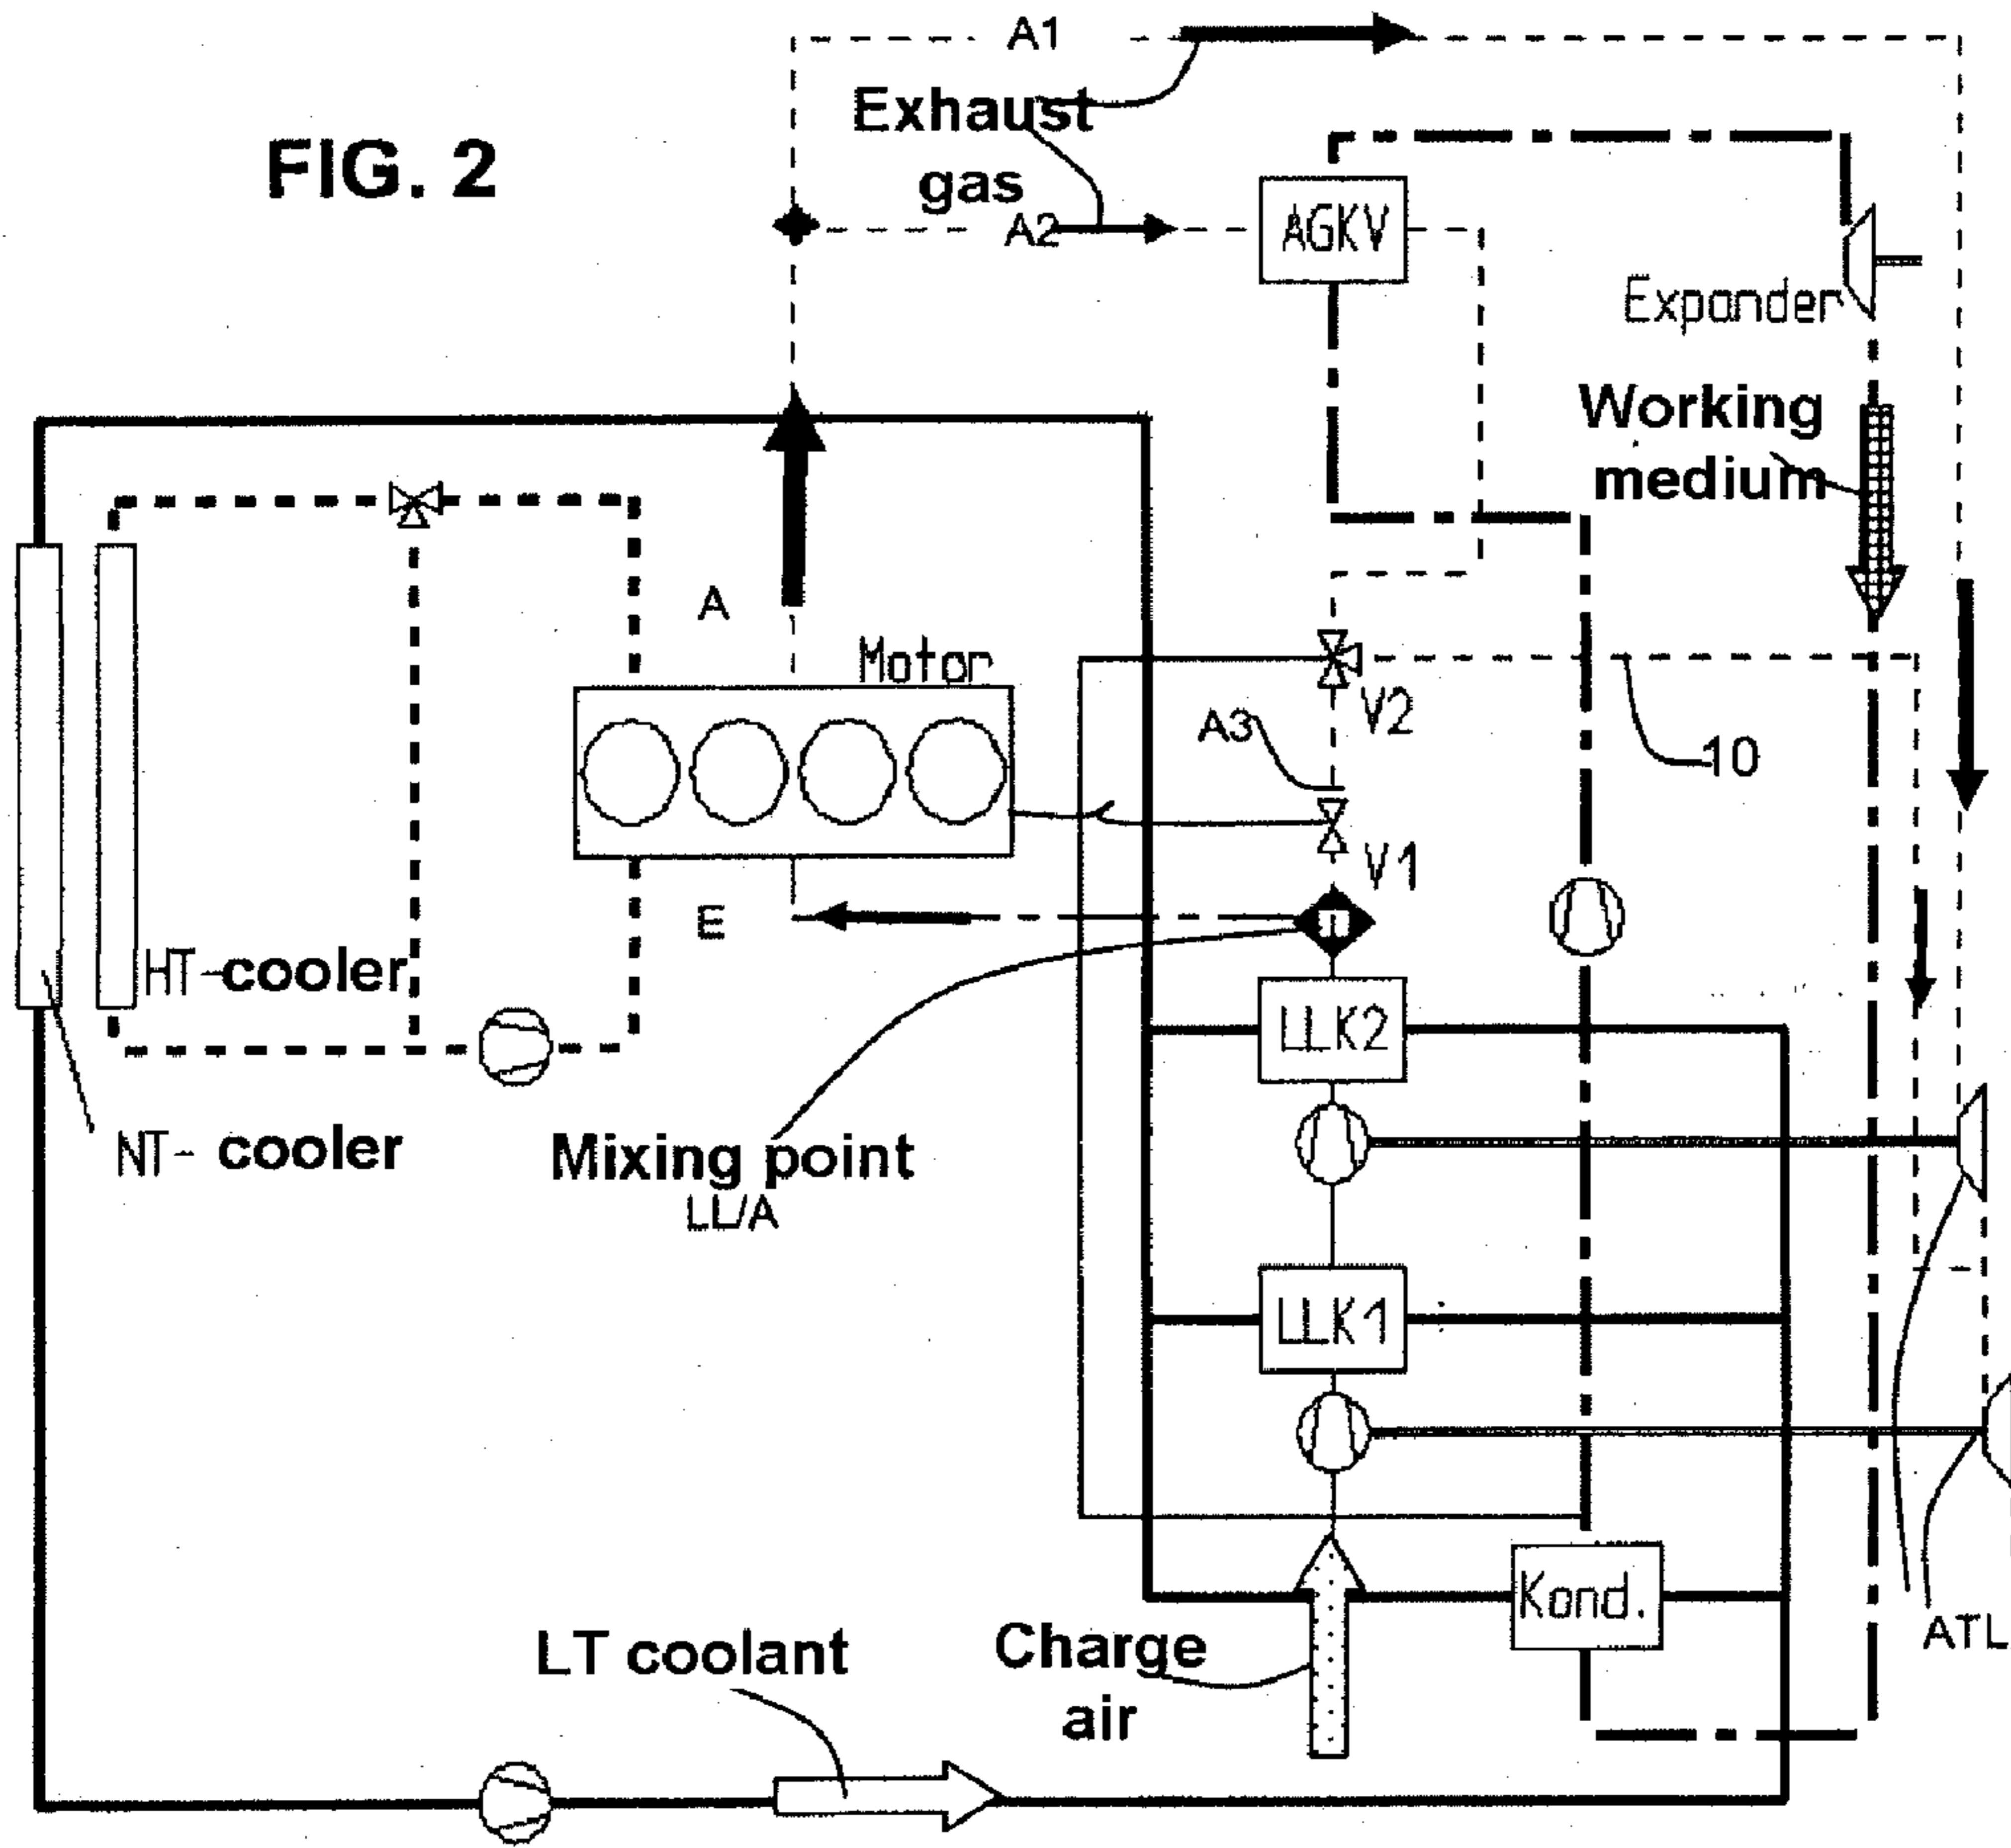 A1
Exhaust
gas
FIG. 2
A2
AGKV
Expander
Working
medium
A
Motor
V2
A3
10
V1
E
HT-cooler
LLK2
NT- cooler
Mixing point
LL/A
LLK1
Kond.
ATL
LT coolant
Charge
air